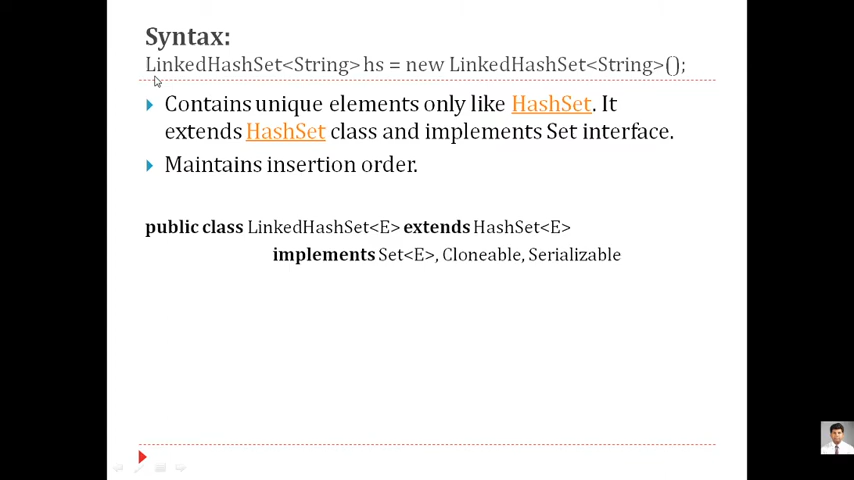 Syntax:
LinkedHashSet<String> hs = new LinkedHashSet<String>();
Contains unique elements only like HashSet. It
extends HashSet class and implements Set interface.
Maintains insertion order.
public class LinkedHashSet<E> extends HashSet<E>
implements Set<E>, Cloneable, Serializable